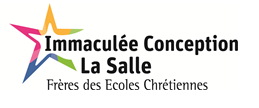 Immaculée Conception
La Salle
Frères des Ecoles Chrétiennes